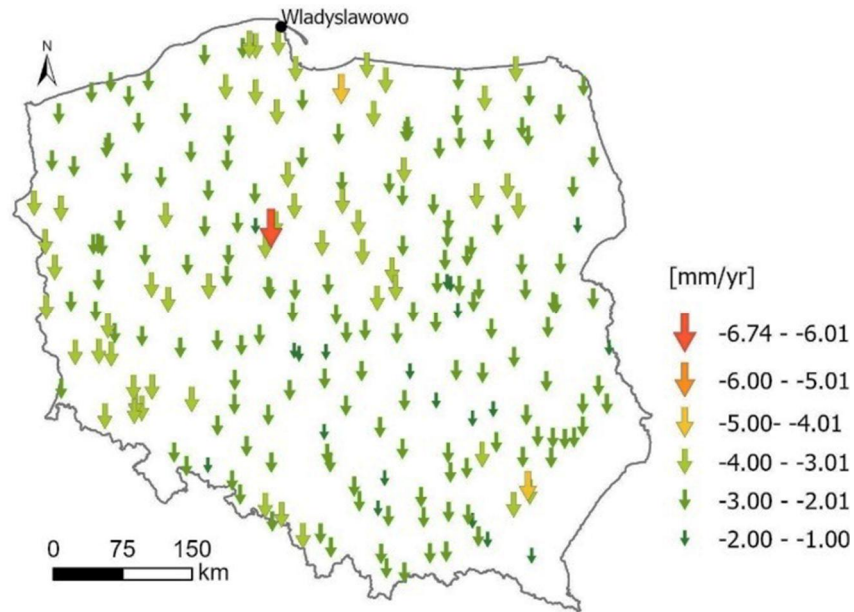 Wladyslawowo
N
[mm/yr]
-6.74 - -6.01
-6.00 - -5.01
-5.00- -4.01
-4.00 - -3.01
-3.00 - -2.01
-2.00 - -1.00
0 75 150
km